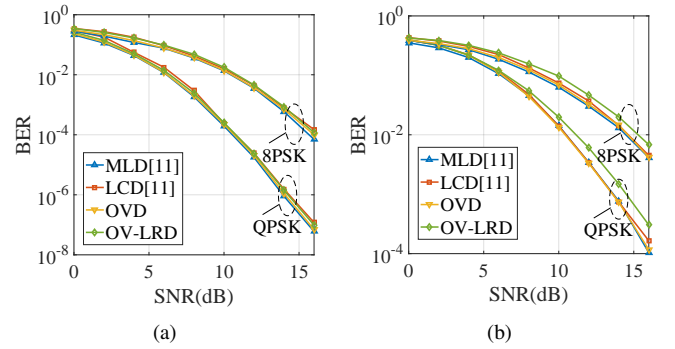 10^0
10^-2
10^-4
10^-6
10^-8
BER
8PSK
QPSK
MLD[11]
LCD[11]
OVD
OV-LRD
0 5 10 15
SNR(dB)
(a)
10^0
10^-2
10^-4
BER
8PSK
QPSK
MLD[11]
LCD[11]
OVD
OV-LRD
0 5 10 15
SNR(dB)
(b)